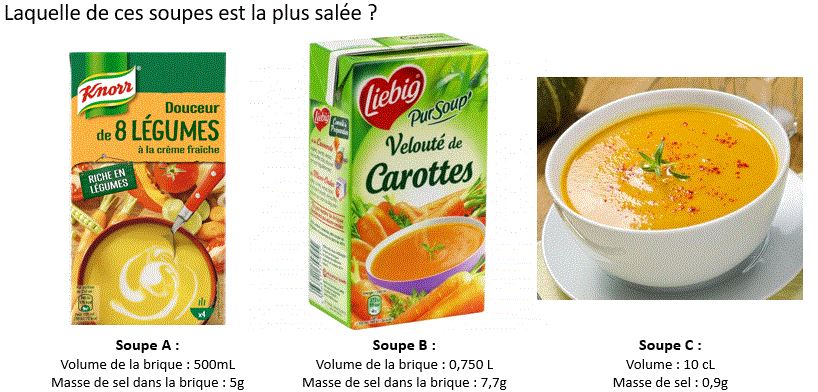 Laquelle de ces soupes est la plus salée ?
Knorr
Douceur
de 8 LÉGUMES
à la crème fraîche
RICHE EN
LÉGUMES
x4
Liebig
PurSoup'
Velouté de
Carottes
Liebig
Soupe A :
Volume de la brique : 500mL
Masse de sel dans la brique : 5g
Soupe B :
Volume de la brique : 0,750 L
Masse de sel dans la brique : 7,7g
Soupe C :
Volume : 10 cL
Masse de sel : 0,9g